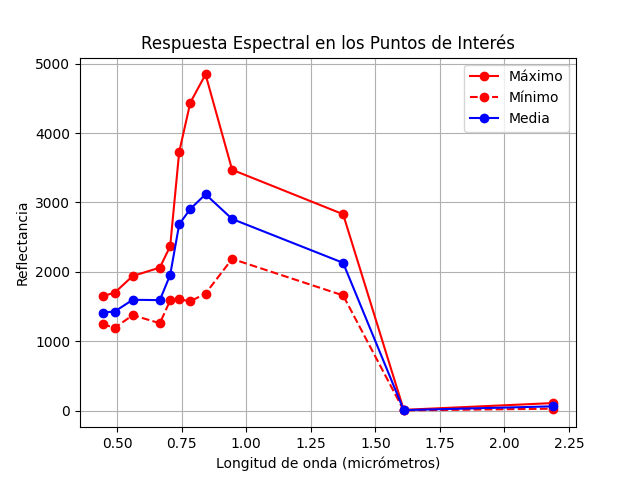 Respuesta Espectral en los Puntos de Interés
Máximo
Mínimo
Media
Reflectancia
5000
4000
3000
2000
1000
0
0.50 0.75 1.00 1.25 1.50 1.75 2.00 2.25
Longitud de onda (micrómetros)